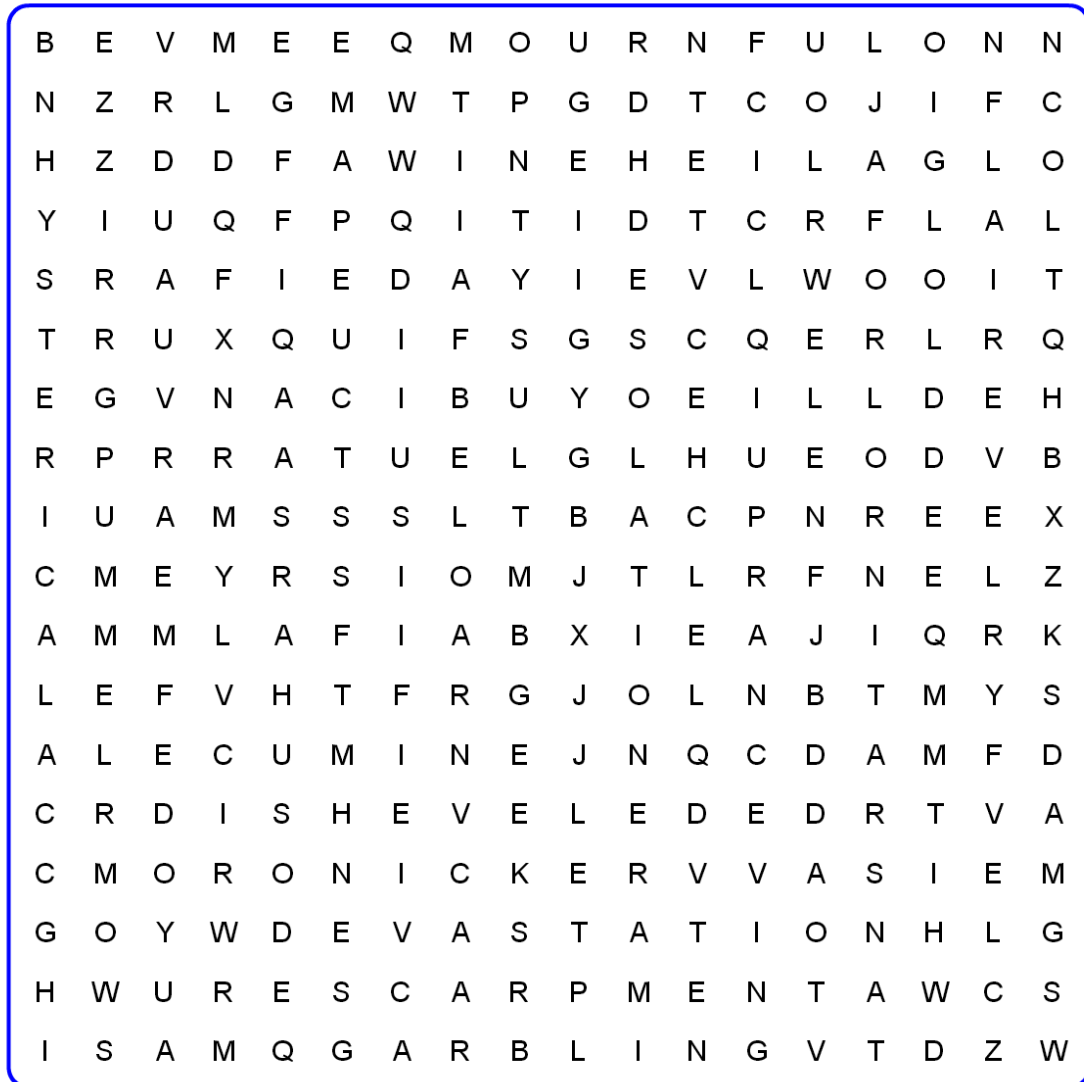 B E V M E E Q M O U R N F U L O N N
N Z R L G M W T P G D T C O J I F C
H Z D D F A W I N E H E I L A G L O
Y I U Q F P Q I T I D T C R F L A L
S R A F I E D A Y I E V L W O O I T
T R U X Q U I F S G S C Q E R L R Q
E G V N A C I B U Y O E I L L D E H
R P R R A T U E L G L H U E O D V B
I U A M S S S L T B A C P N R E E X
C M E Y R S I O M J T L R F N E L Z
A M M L A F I A B X I E A J I Q R K
L E F V H T F R G J O L N B T M Y S
A L E C U M I N E J N Q C D A M F D
C R D I S H E V E L E D E D R T V A
C M O R O N I C K E R V V A S I E M
G O Y W D E V A S T A T I O N H L G
H W U R E S C A R P M E N T A W C S
I S A M Q G A R B L I N G V T D Z W